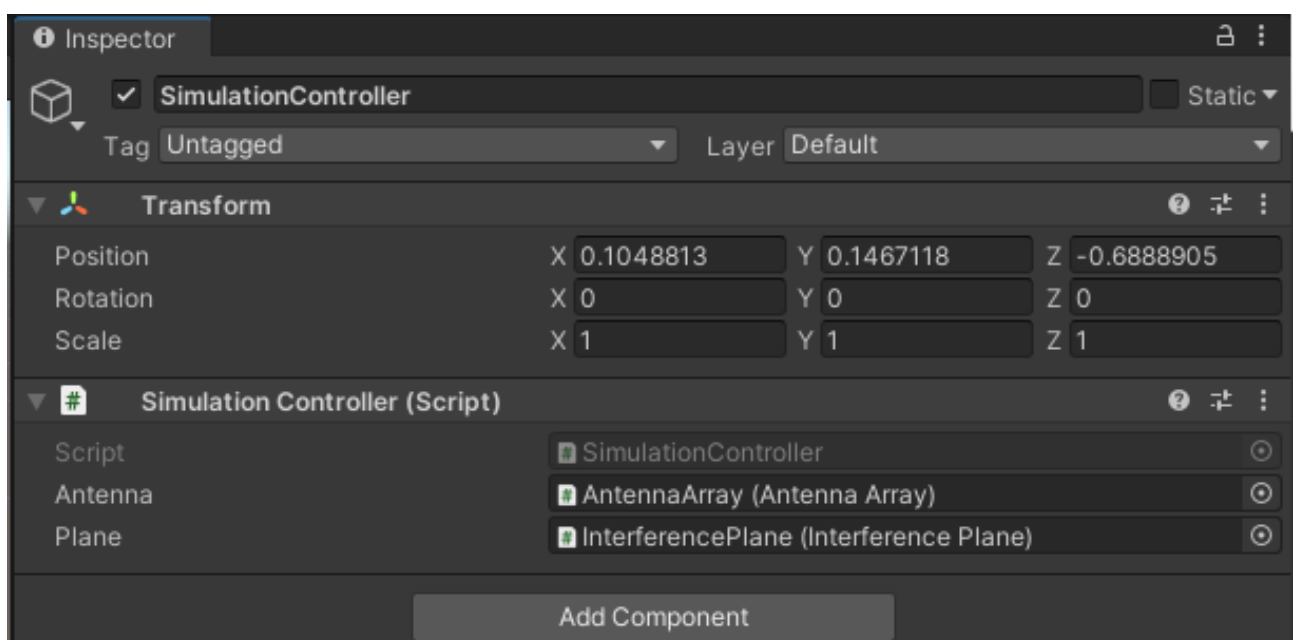 Inspector
SimulationController Static
Tag Untagged Layer Default
Transform
Position X 0.1048813 Y 0.1467118 Z -0.6888905
Rotation X 0 Y 0 Z 0
Scale X 1 Y 1 Z 1
# Simulation Controller (Script)
Script # SimulationController
Antenna # AntennaArray (Antenna Array)
Plane # InterferencePlane (Interference Plane)
Add Component